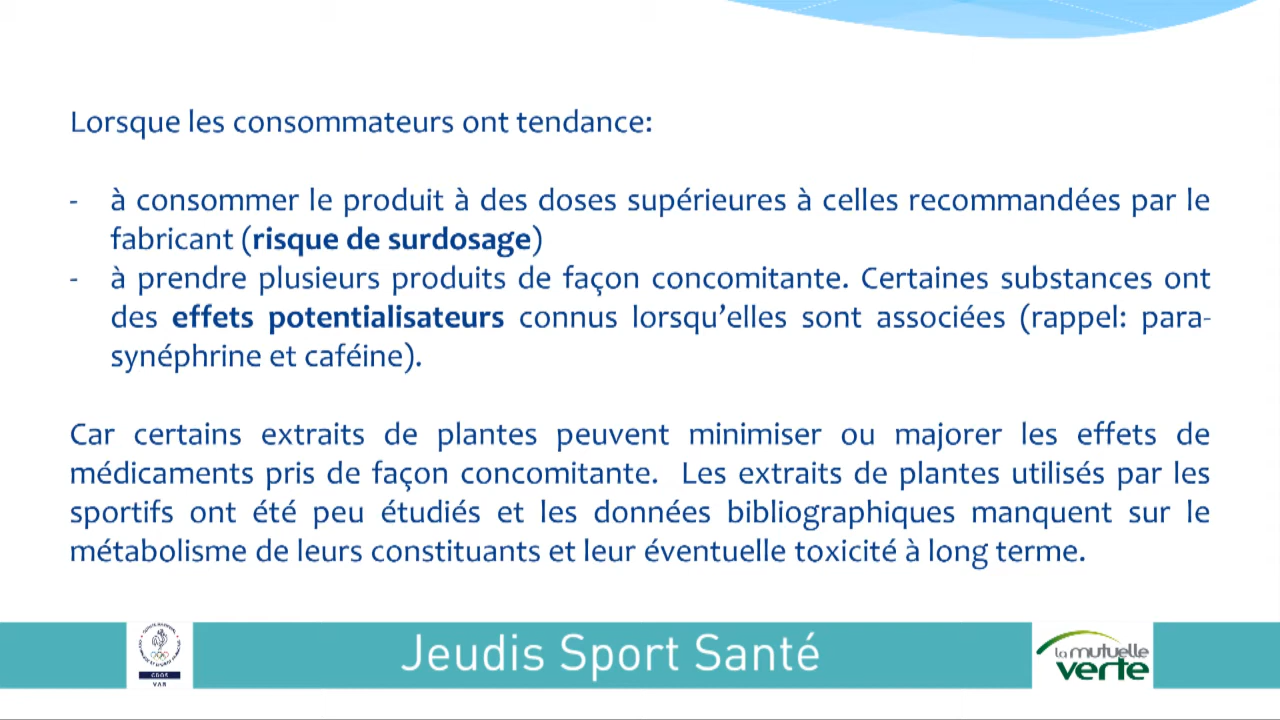 Lorsque les consommateurs ont tendance:
- à consommer le produit à des doses supérieures à celles recommandées par le
fabricant (risque de surdosage)
- à prendre plusieurs produits de façon concomitante. Certaines substances ont
des effets potentialisateurs connus lorsqu’elles sont associées (rappel: para-
synéphrine et caféine).
Car certains extraits de plantes peuvent minimiser ou majorer les effets de
médicaments pris de façon concomitante. Les extraits de plantes utilisés par les
sportifs ont été peu étudiés et les données bibliographiques manquent sur le
métabolisme de leurs constituants et leur éventuelle toxicité à long terme.
CDOS
VAR
Jeudis Sport Santé
la mutuelle
verte